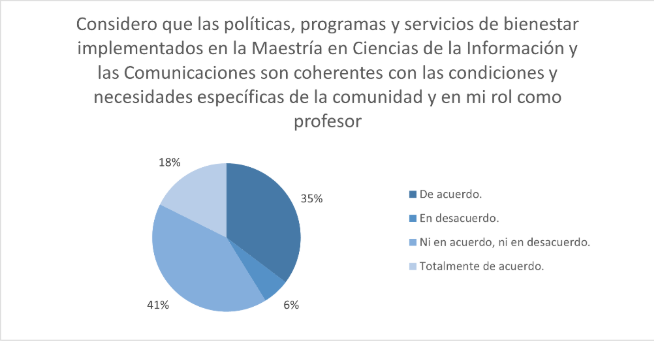 Considero que las políticas, programas y servicios de bienestar
implementados en la Maestría en Ciencias de la Información y
las Comunicaciones son coherentes con las condiciones y
necesidades específicas de la comunidad y en mi rol como
profesor
18%
35%
41%
6%
De acuerdo.
En desacuerdo.
Ni en acuerdo, ni en desacuerdo.
Totalmente de acuerdo.